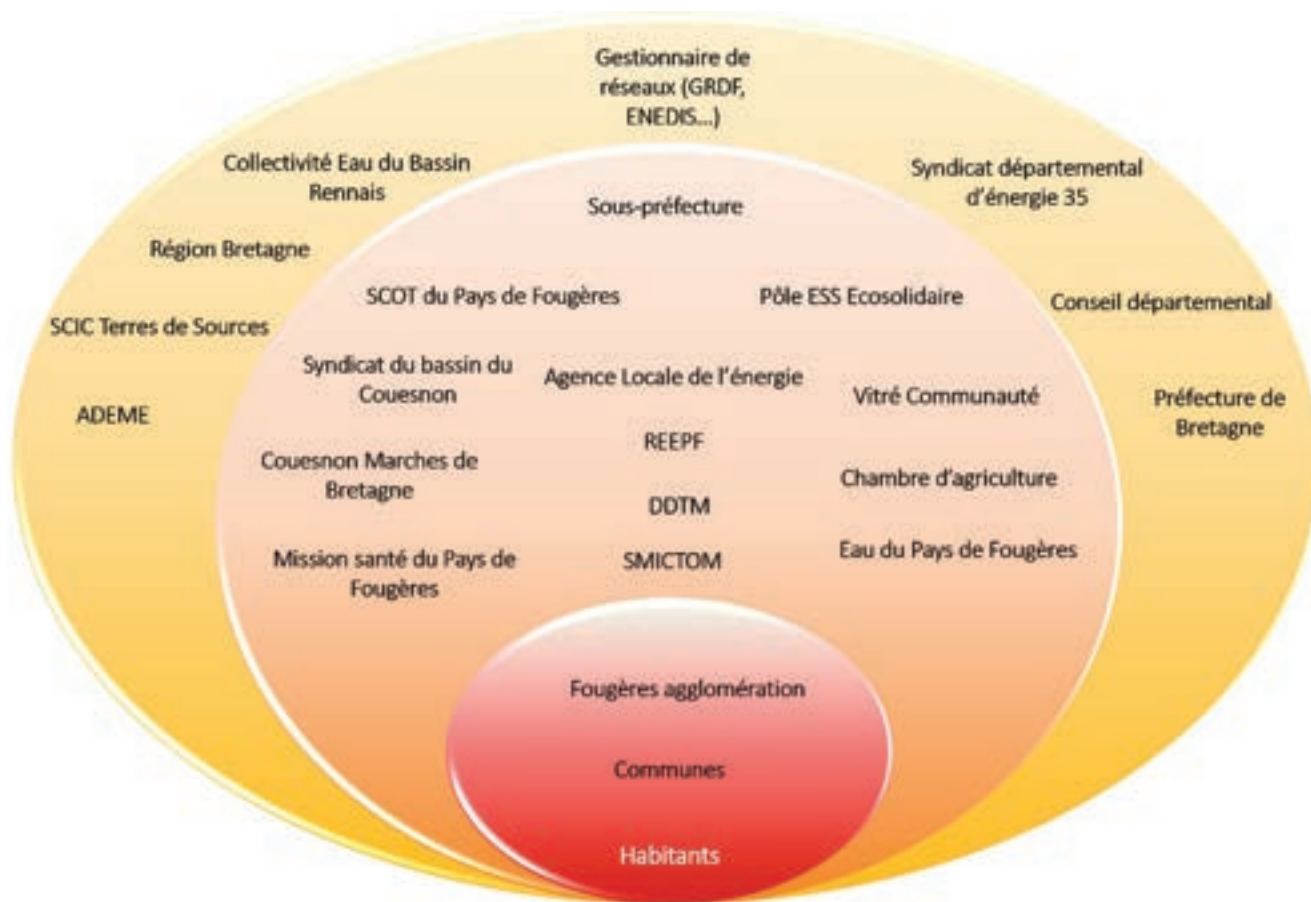 Gestionnaire de
réseaux (GRDF,
ENEDIS...)
Collectivité Eau du Bassin
Rennais
Syndicat départemental
d'énergie 35
Région Bretagne
SCIC Terres de Sources
Conseil départemental
ADEME
Préfecture de
Bretagne
Sous-préfecture
SCOT du Pays de Fougères
Pôle ESS Ecosolidaire
Syndicat du bassin du
Couesnon
Agence Locale de l'énergie
Vitré Communauté
REEPF
Couesnon Marches de
Bretagne
Chambre d'agriculture
DDTM
Mission santé du Pays de
Fougères
SMICTOM
Eau du Pays de Fougères
Fougères agglomération
Communes
Habitants